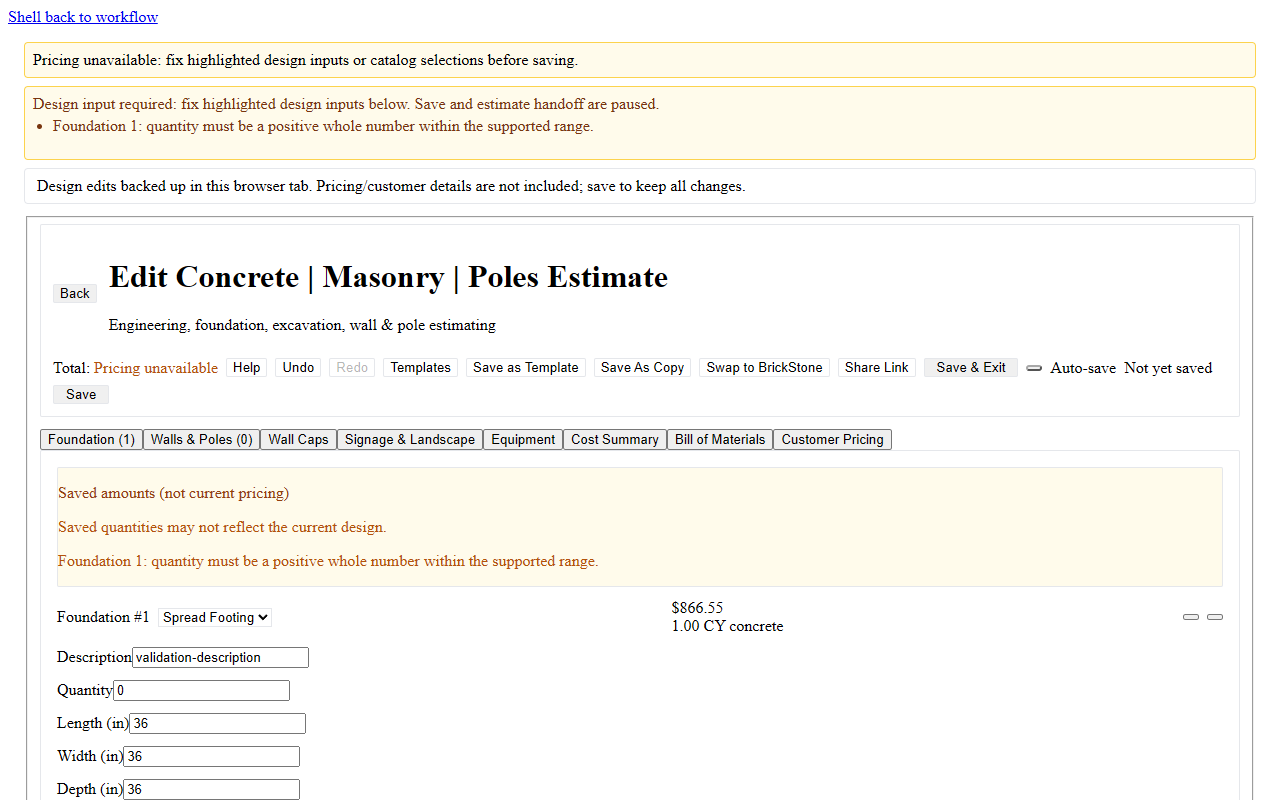 Shell back to workflow
Pricing unavailable: fix highlighted design inputs or catalog selections before saving.
Design input required: fix highlighted design inputs below. Save and estimate handoff are paused.
• Foundation 1: quantity must be a positive whole number within the supported range.
Design edits backed up in this browser tab. Pricing/customer details are not included; save to keep all changes.
Back
Edit Concrete | Masonry | Poles Estimate
Engineering, foundation, excavation, wall & pole estimating
Total: Pricing unavailable Help Undo Redo Templates Save as Template Save As Copy Swap to BrickStone Share Link Save & Exit Auto-save Not yet saved
Save
Foundation (1) Walls & Poles (0) Wall Caps Signage & Landscape Equipment Cost Summary Bill of Materials Customer Pricing
Saved amounts (not current pricing)
Saved quantities may not reflect the current design.
Foundation 1: quantity must be a positive whole number within the supported range.
Foundation #1 Spread Footing
$866.55
1.00 CY concrete
Description validation-description
Quantity 0
Length (in) 36
Width (in) 36
Depth (in) 36